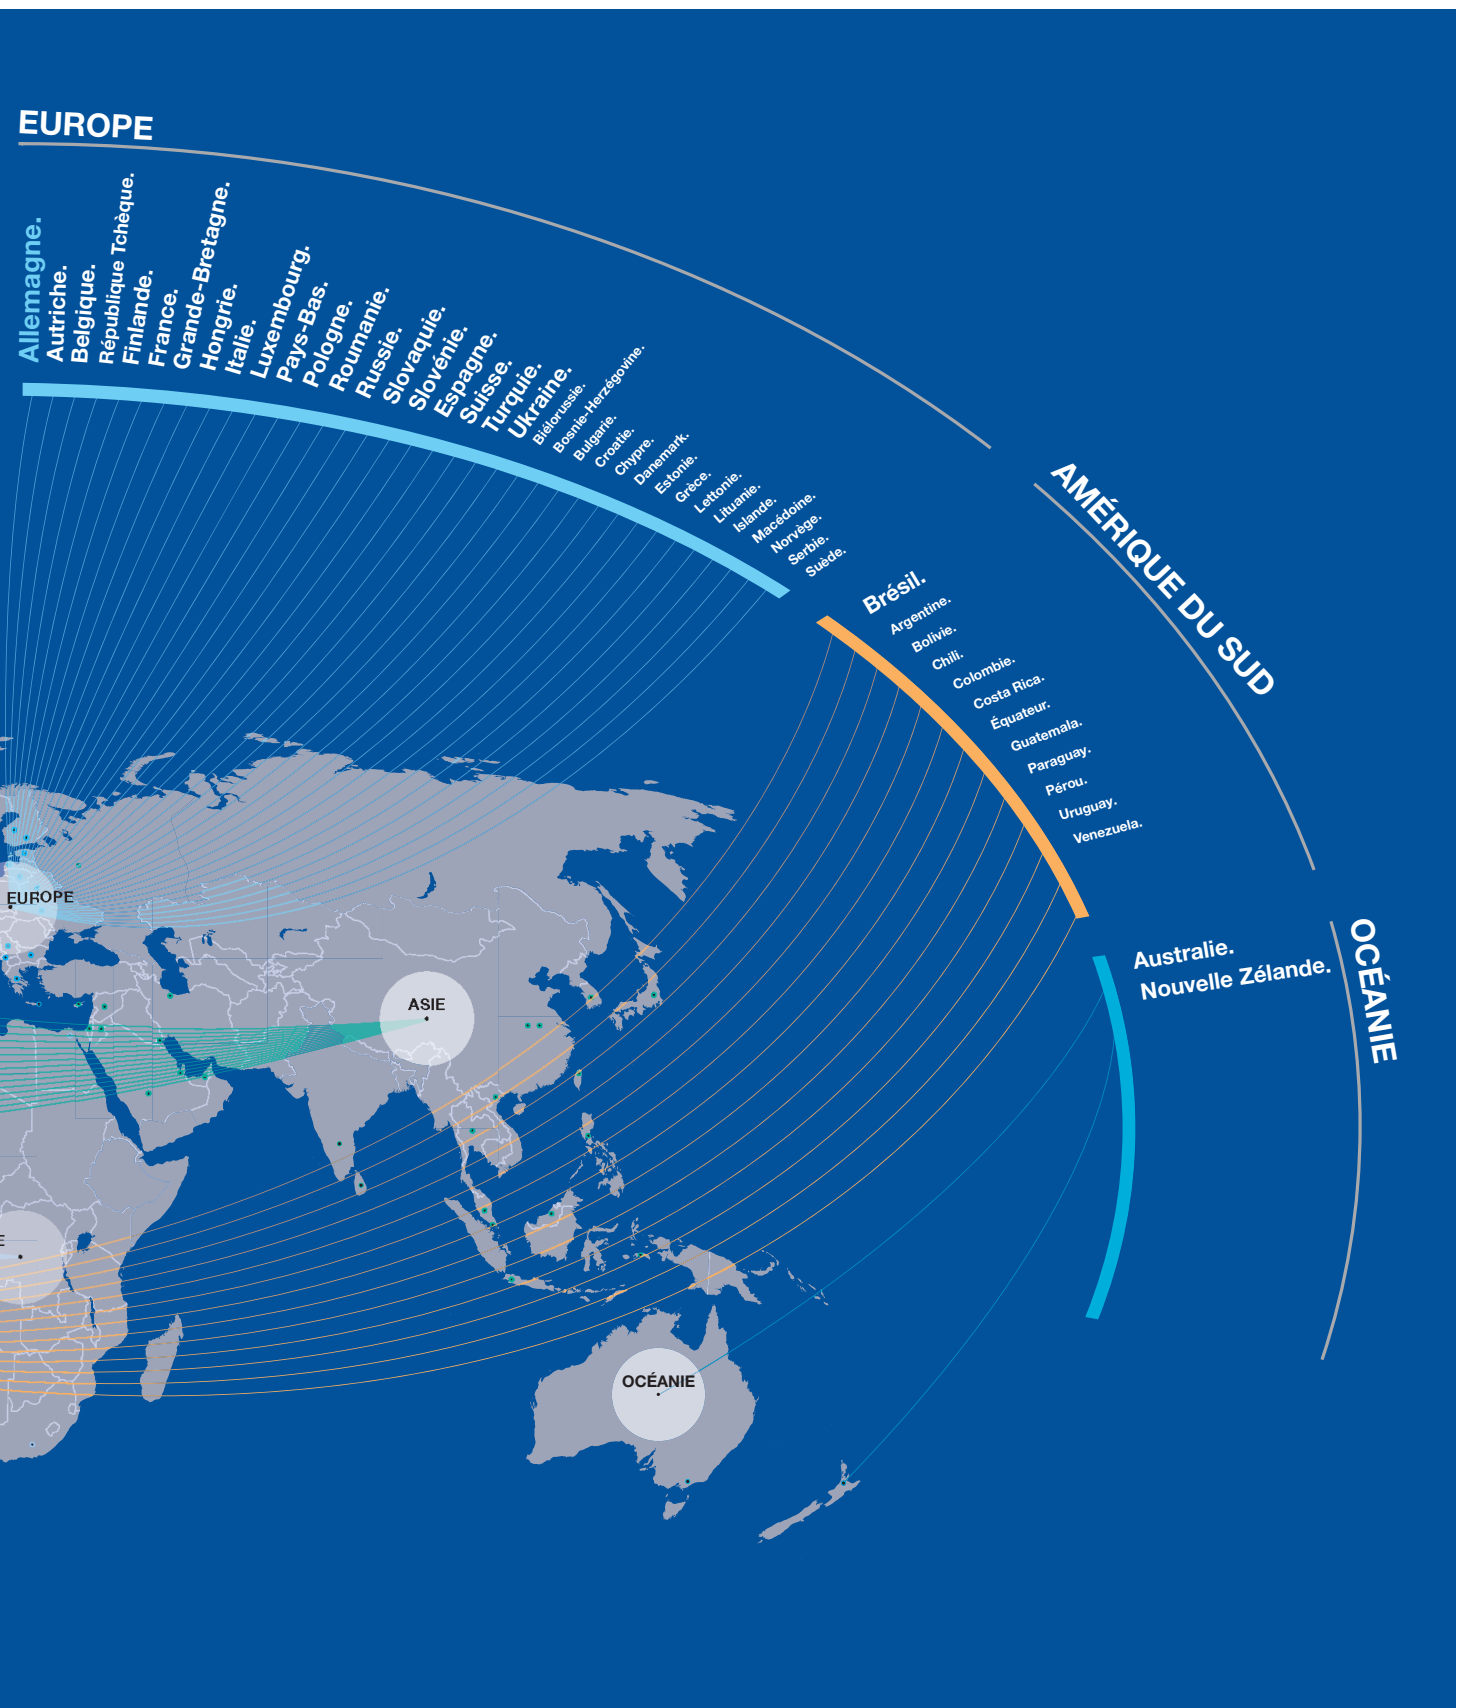 EUROPE
Allemagne.
Autriche.
Belgique.
République Tchèque.
Finlande.
France.
Grande-Bretagne.
Hongrie.
Italie.
Luxembourg.
Pays-Bas.
Pologne.
Roumanie.
Russie.
Slovaquie.
Slovénie.
Espagne.
Suisse.
Turquie.
Ukraine.
Biélorussie.
Bosnie-Herzégovine.
Bulgarie.
Croatie.
Chypre.
Danemark.
Estonie.
Grèce.
Lettonie.
Lituanie.
Islande.
Macédoine.
Norvège.
Serbie.
Suède.
AMÉRIQUE DU SUD
Brésil.
Argentine.
Bolivie.
Chili.
Colombie.
Costa Rica.
Équateur.
Guatemala.
Paraguay.
Pérou.
Uruguay.
Venezuela.
OCÉANIE
Australie.
Nouvelle Zélande.
EUROPE
ASIE
E
OCÉANIE